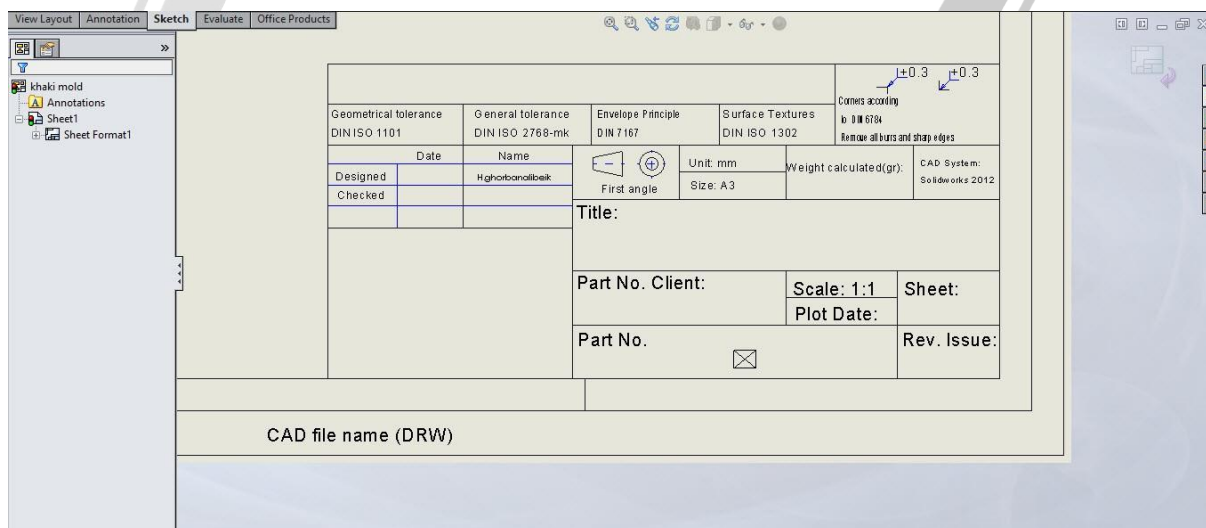 View Layout Annotation Sketch Evaluate Office Products
khaki mold
Annotations
Sheet1
Sheet Format1
+0.3 +0.3
Corners according
to DIN 6784
Remove all burrs and sharp edges
Geometrical tolerance
DIN ISO 1101
General tolerance
DIN ISO 2768-mk
Envelope Principle
DIN 7167
Surface Textures
DIN ISO 1302
Date Name
Designed H.ghorbanalibeik
Checked
First angle
Unit: mm
Size: A3
Weight calculated(gr):
CAD System:
Solidworks 2012
Title:
Part No. Client:
Scale: 1:1
Plot Date:
Sheet:
Part No.
Rev. Issue:
CAD file name (DRW)